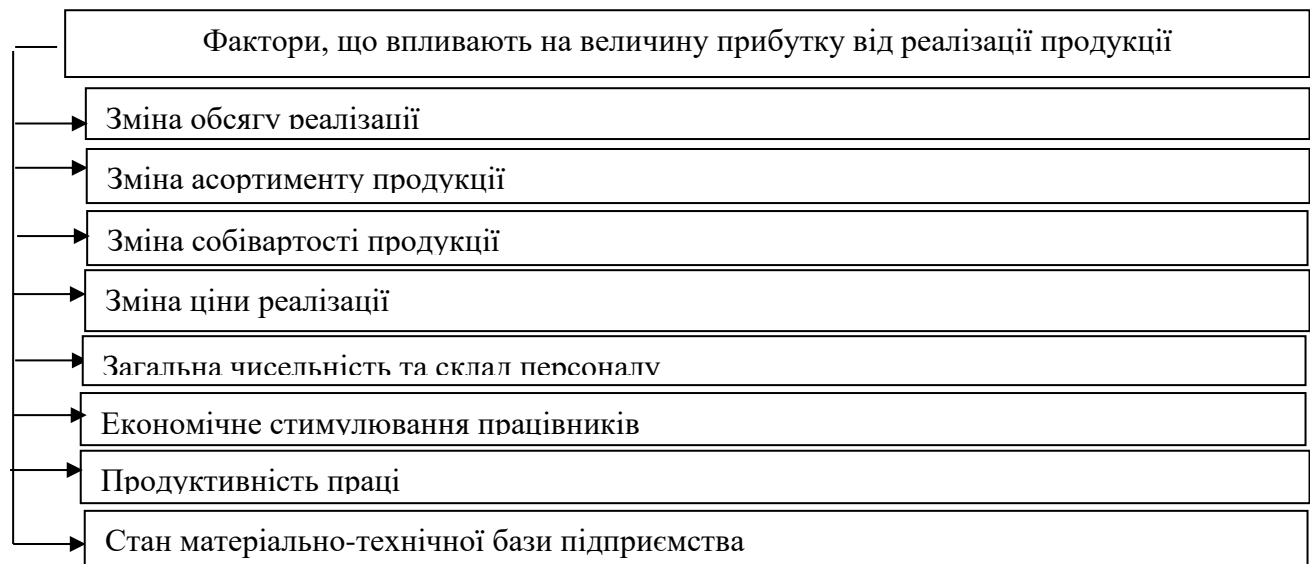 Фактори, що впливають на величину прибутку від реалізації продукції
Зміна обсягу реалізації
Зміна асортименту продукції
Зміна собівартості продукції
Зміна ціни реалізації
Загальна чисельність та склад персоналу
Економічне стимулювання працівників
Продуктивність праці
Стан матеріально-технічної бази підприємства